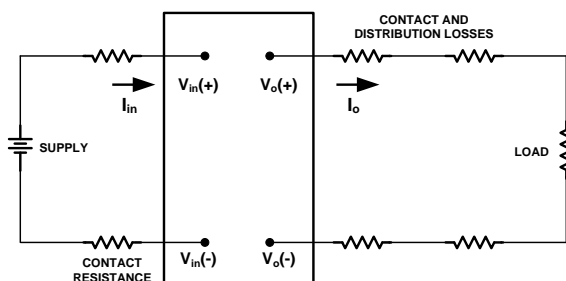 CONTACT AND
DISTRIBUTION LOSSES
Vin(+)
Vo(+)
Iin
Io
SUPPLY
LOAD
CONTACT
RESISTANCE
Vin(-)
Vo(-)